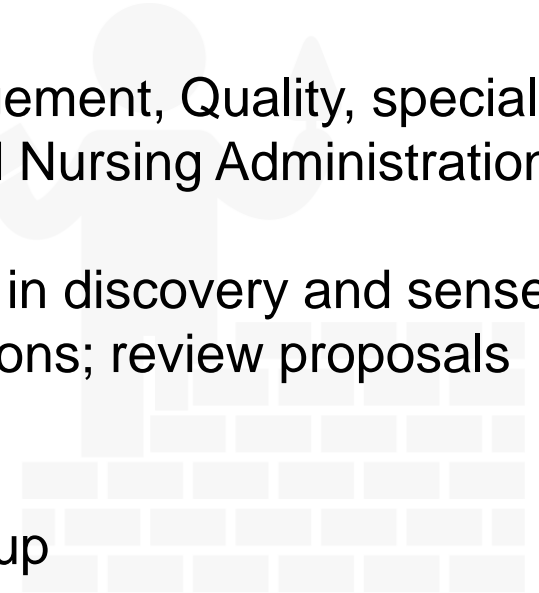 ement, Quality, special
Nursing Administration
in discovery and sense
ons; review proposals
up